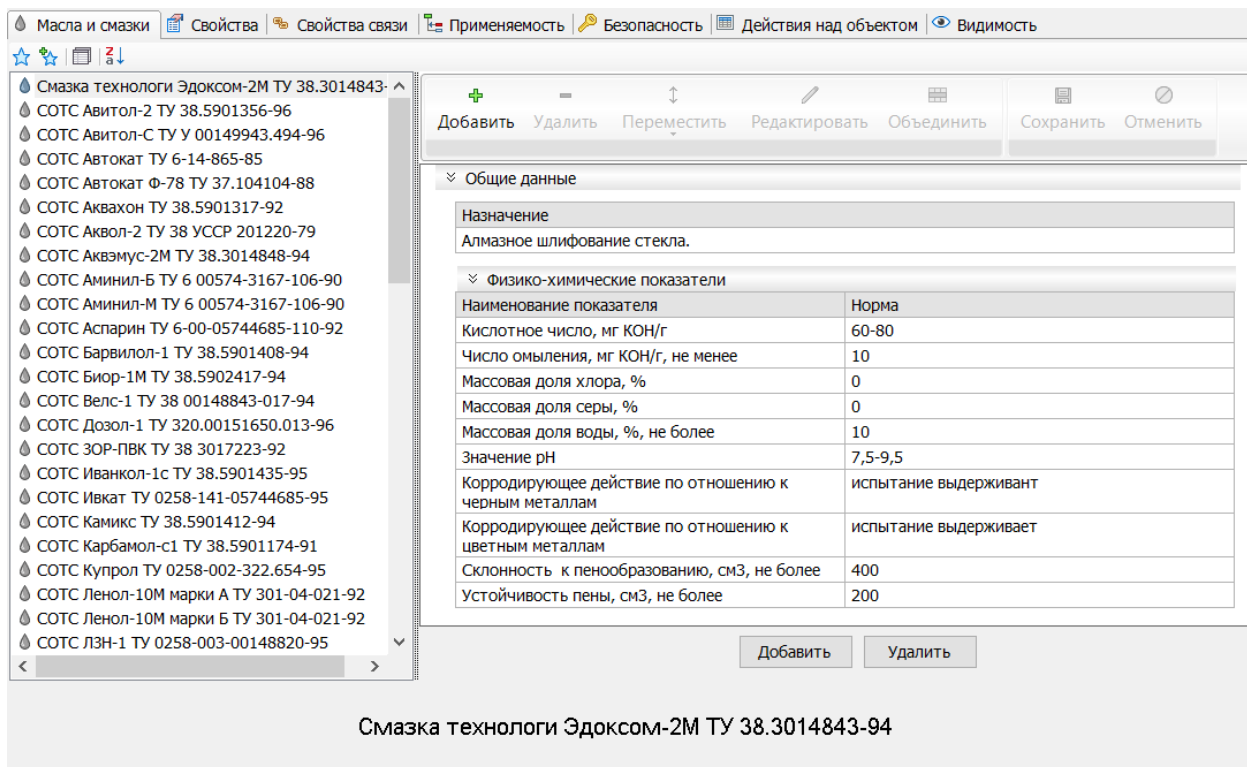 Масла и смазки Свойства Свойства связи Применяемость Безопасность Действия над объектом Видимость
Смазка технологи Эдоксом-2М ТУ 38.3014843-
СОТС Авитол-2 ТУ 38.5901356-96
СОТС Авитол-С ТУ У 00149943.494-96
СОТС Автокат ТУ 6-14-865-85
СОТС Автокат Ф-78 ТУ 37.104104-88
СОТС Аквахон ТУ 38.5901317-92
СОТС Аквол-2 ТУ 38 УССР 201220-79
СОТС Аквэмус-2М ТУ 38.3014848-94
СОТС Аминил-Б ТУ 6 00574-3167-106-90
СОТС Аминил-М ТУ 6 00574-3167-106-90
СОТС Аспарин ТУ 6-00-05744685-110-92
СОТС Барвилол-1 ТУ 38.5901408-94
СОТС Биор-1М ТУ 38.5902417-94
СОТС Велс-1 ТУ 38 00148843-017-94
СОТС Дозол-1 ТУ 320.00151650.013-96
СОТС ЗОР-ПВК ТУ 38 3017223-92
СОТС Иванкол-1с ТУ 38.5901435-95
СОТС Ивкат ТУ 0258-141-05744685-95
СОТС Камикс ТУ 38.5901412-94
СОТС Карбамол-с1 ТУ 38.5901174-91
СОТС Купрол ТУ 0258-002-322.654-95
СОТС Ленол-10М марки А ТУ 301-04-021-92
СОТС Ленол-10М марки Б ТУ 301-04-021-92
СОТС ЛЗН-1 ТУ 0258-003-00148820-95
Добавить Удалить Переместить Редактировать Объединить Сохранить Отменить
Общие данные
Назначение
Алмазное шлифование стекла.
Физико-химические показатели
Наименование показателя Норма
Кислотное число, мг КОН/г 60-80
Число омыления, мг КОН/г, не менее 10
Массовая доля хлора, % 0
Массовая доля серы, % 0
Массовая доля воды, %, не более 10
Значение pH 7,5-9,5
Корродирующее действие по отношению к испытание выдерживант
черным металлам
Корродирующее действие по отношению к испытание выдерживает
цветным металлам
Склонность к пенообразованию, см3, не более 400
Устойчивость пены, см3, не более 200
Добавить Удалить
Смазка технологи Эдоксом-2М ТУ 38.3014843-94